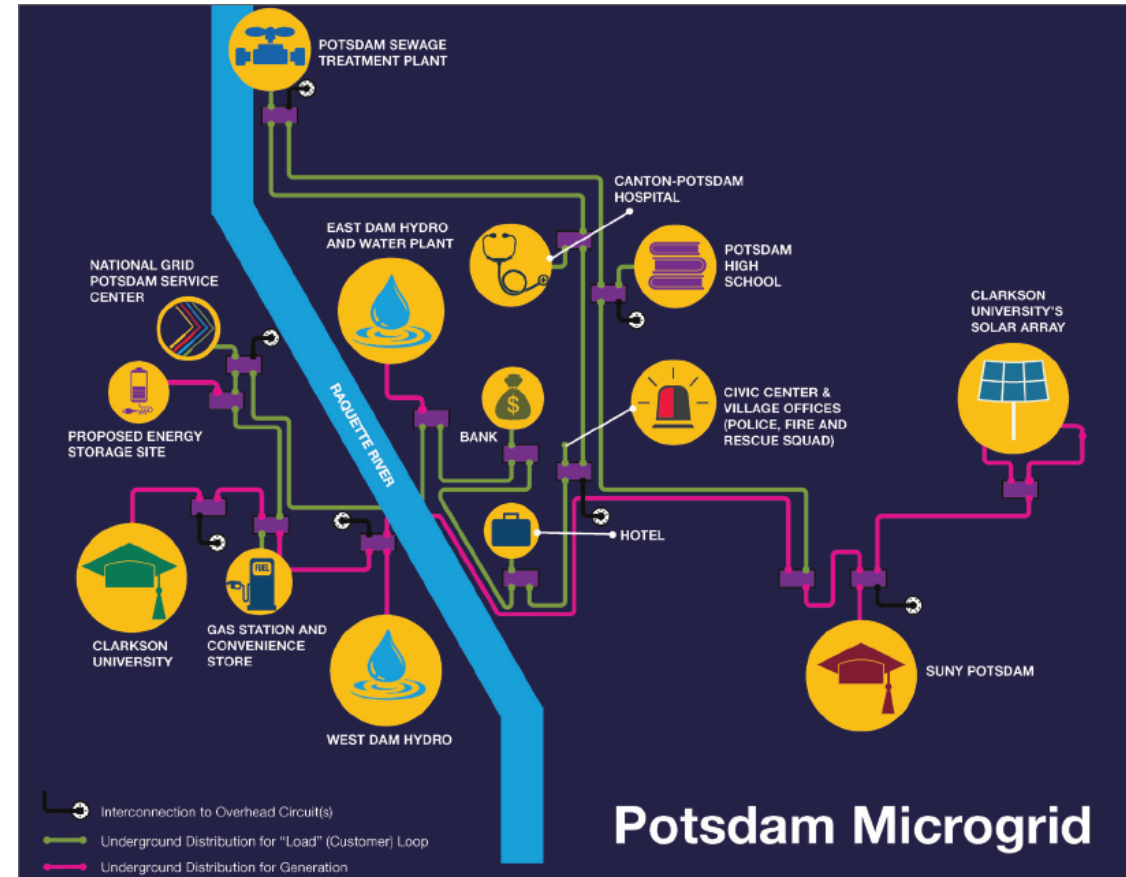 POTSDAM SEWAGE
TREATMENT PLANT
CANTON-POTSDAM
HOSPITAL
EAST DAM HYDRO
AND WATER PLANT
POTSDAM
HIGH
SCHOOL
NATIONAL GRID
POTSDAM SERVICE
CENTER
CLARKSON
UNIVERSITY'S
SOLAR ARRAY
RAQUETTE RIVER
$
BANK
CIVIC CENTER &
VILLAGE OFFICES
(POLICE, FIRE AND
RESCUE SQUAD)
PROPOSED ENERGY
STORAGE SITE
HOTEL
FUEL
CLARKSON
UNIVERSITY
GAS STATION AND
CONVENIENCE
STORE
WEST DAM HYDRO
SUNY POTSDAM
Interconnection to Overhead Circuit(s)
Underground Distribution for "Load" (Customer) Loop
Underground Distribution for Generation
Potsdam Microgrid